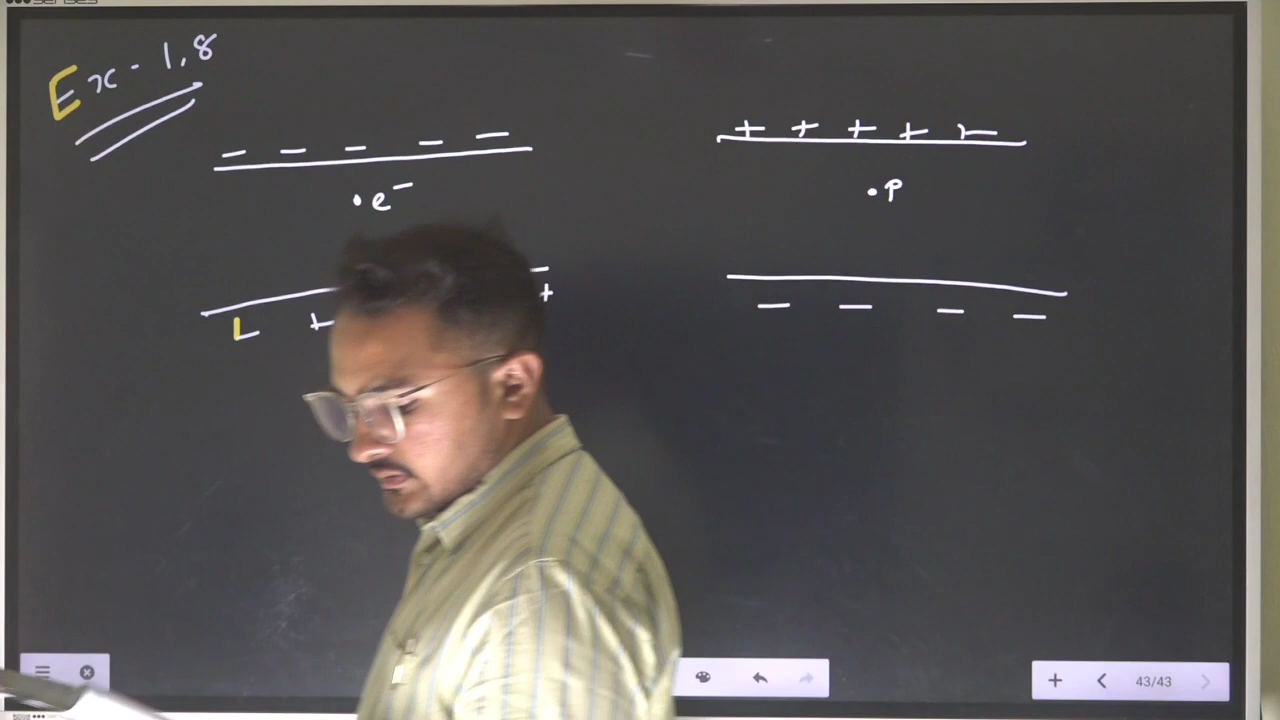 Ex - 1,8
- - - - -
+ + + + +
. e⁻
. P
+
- - - -
43/43